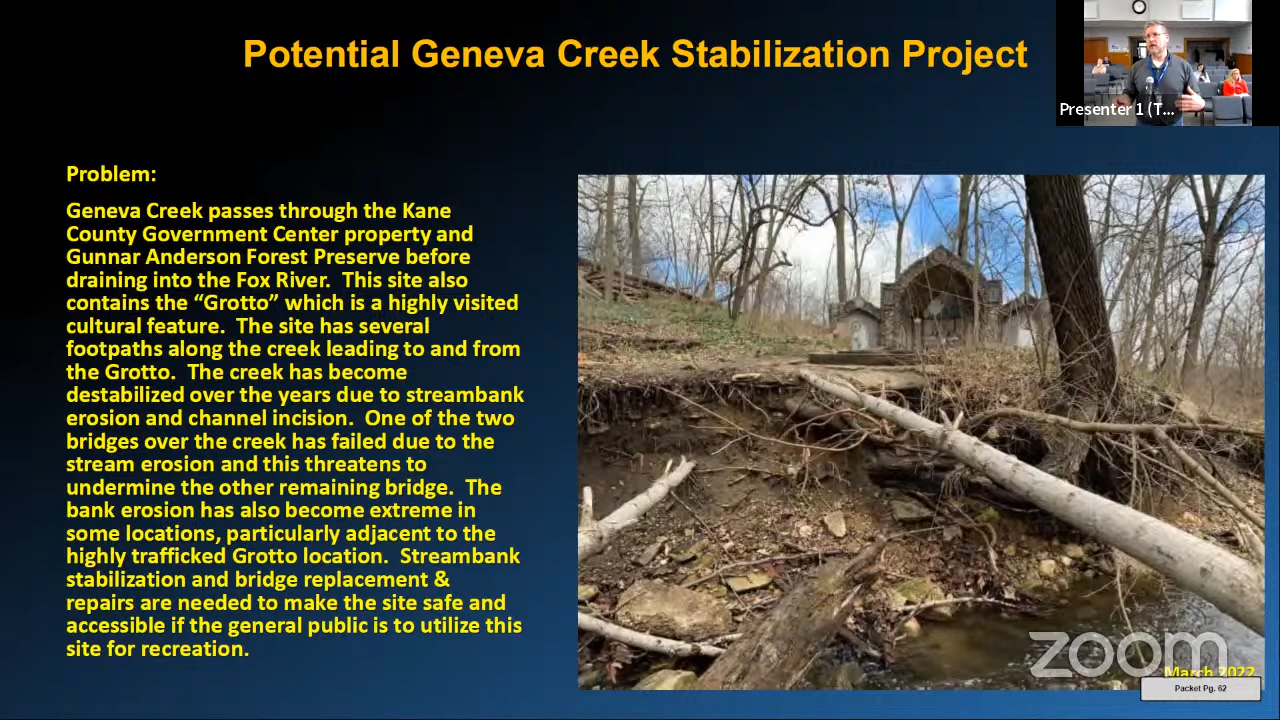 Potential Geneva Creek Stabilization Project
Presenter 1 (T...
Problem:
Geneva Creek passes through the Kane
County Government Center property and
Gunnar Anderson Forest Preserve before
draining into the Fox River.  This site also
contains the “Grotto” which is a highly visited
cultural feature.  The site has several
footpaths along the creek leading to and from
the Grotto.  The creek has become
destabilized over the years due to streambank
erosion and channel incision.  One of the two
bridges over the creek has failed due to the
stream erosion and this threatens to
undermine the other remaining bridge.  The
bank erosion has also become extreme in
some locations, particularly adjacent to the
highly trafficked Grotto location.  Streambank
stabilization and bridge replacement &
repairs are needed to make the site safe and
accessible if the general public is to utilize this
site for recreation.
zoom
March 2022
Packet Pg. 62